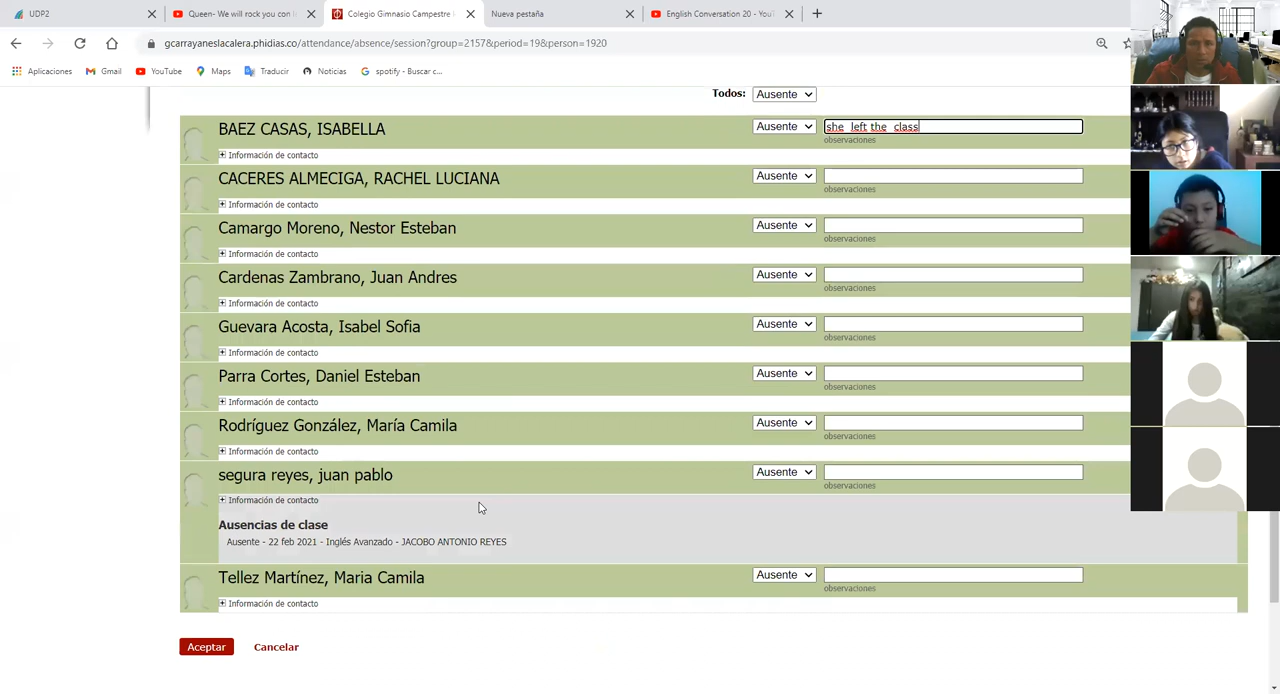 UDP2
Queen- We will rock you con l
Colegio Gimnasio Campestre
Nueva pestaña
English Conversation 20 - YouT
gcarrayaneslacalera.phidias.co/attendance/absence/session?group=2157&period=19&person=1920
Aplicaciones Gmail YouTube Maps Traducir Noticias spotify - Buscar c...
Todos: Ausente
BAEZ CASAS, ISABELLA Ausente she left the class
observaciones
Información de contacto
CACERES ALMECIGA, RACHEL LUCIANA Ausente
observaciones
Información de contacto
Camargo Moreno, Nestor Esteban Ausente
observaciones
Información de contacto
Cardenas Zambrano, Juan Andres Ausente
observaciones
Información de contacto
Guevara Acosta, Isabel Sofia Ausente
observaciones
Información de contacto
Parra Cortes, Daniel Esteban Ausente
observaciones
Información de contacto
Rodríguez González, María Camila Ausente
observaciones
Información de contacto
segura reyes, juan pablo Ausente
observaciones
Información de contacto
Ausencias de clase
Ausente - 22 feb 2021 - Inglés Avanzado - JACOBO ANTONIO REYES
Tellez Martínez, Maria Camila Ausente
observaciones
Información de contacto
Aceptar Cancelar